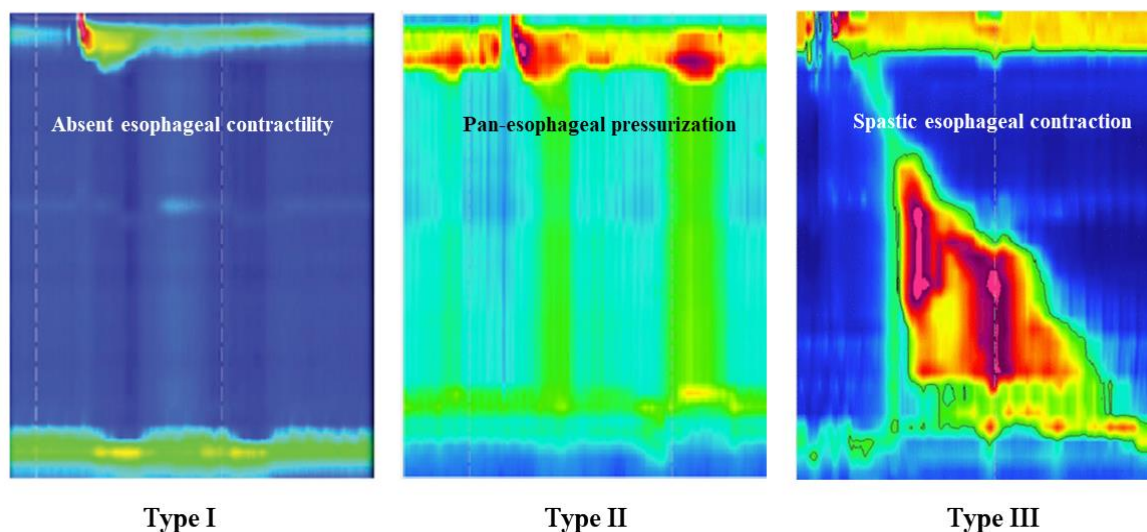 Absent esophageal contractility
Pan-esophageal pressurization
Spastic esophageal contraction
Type I
Type II
Type III